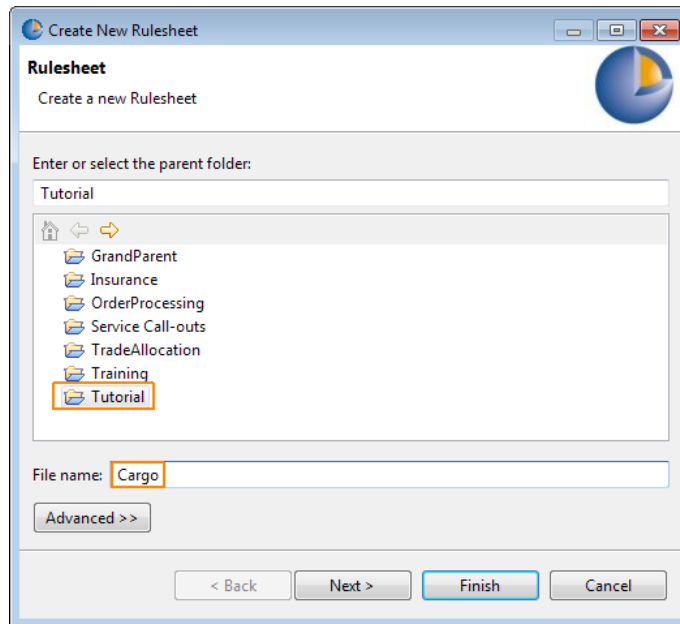 Create New Rulesheet
Rulesheet
Create a new Rulesheet
Enter or select the parent folder:
Tutorial
GrandParent
Insurance
OrderProcessing
Service Call-outs
TradeAllocation
Training
Tutorial
File name: Cargo
Advanced >>
< Back Next > Finish Cancel